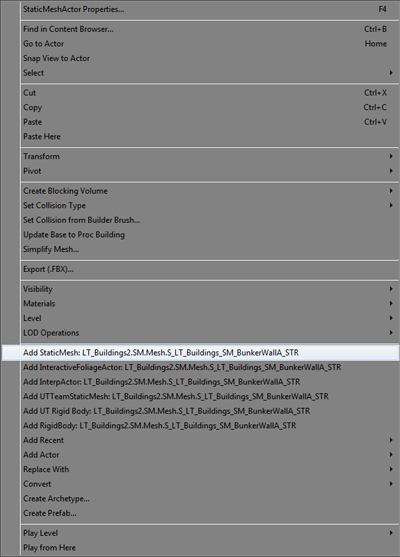 StaticMeshActor Properties... F4
Find in Content Browser... Ctrl+B
Go to Actor Home
Snap View to Actor
Select
Cut Ctrl+X
Copy Ctrl+C
Paste Ctrl+V
Paste Here
Transform
Pivot
Create Blocking Volume
Set Collision Type
Set Collision from Builder Brush...
Update Base to Proc Building
Simplify Mesh...
Export (.FBX)...
Visibility
Materials
Level
LOD Operations
Add StaticMesh: LT_Buildings2.SM.Mesh.S_LT_Buildings_SM_BunkerWallA_STR
Add InteractiveFoliageActor: LT_Buildings2.SM.Mesh.S_LT_Buildings_SM_BunkerWallA_STR
Add InterpActor: LT_Buildings2.SM.Mesh.S_LT_Buildings_SM_BunkerWallA_STR
Add UTTeamStaticMesh: LT_Buildings2.SM.Mesh.S_LT_Buildings_SM_BunkerWallA_STR
Add UT Rigid Body: LT_Buildings2.SM.Mesh.S_LT_Buildings_SM_BunkerWallA_STR
Add RigidBody: LT_Buildings2.SM.Mesh.S_LT_Buildings_SM_BunkerWallA_STR
Add Recent
Add Actor
Replace With
Convert
Create Archetype...
Create Prefab...
Play Level
Play from Here